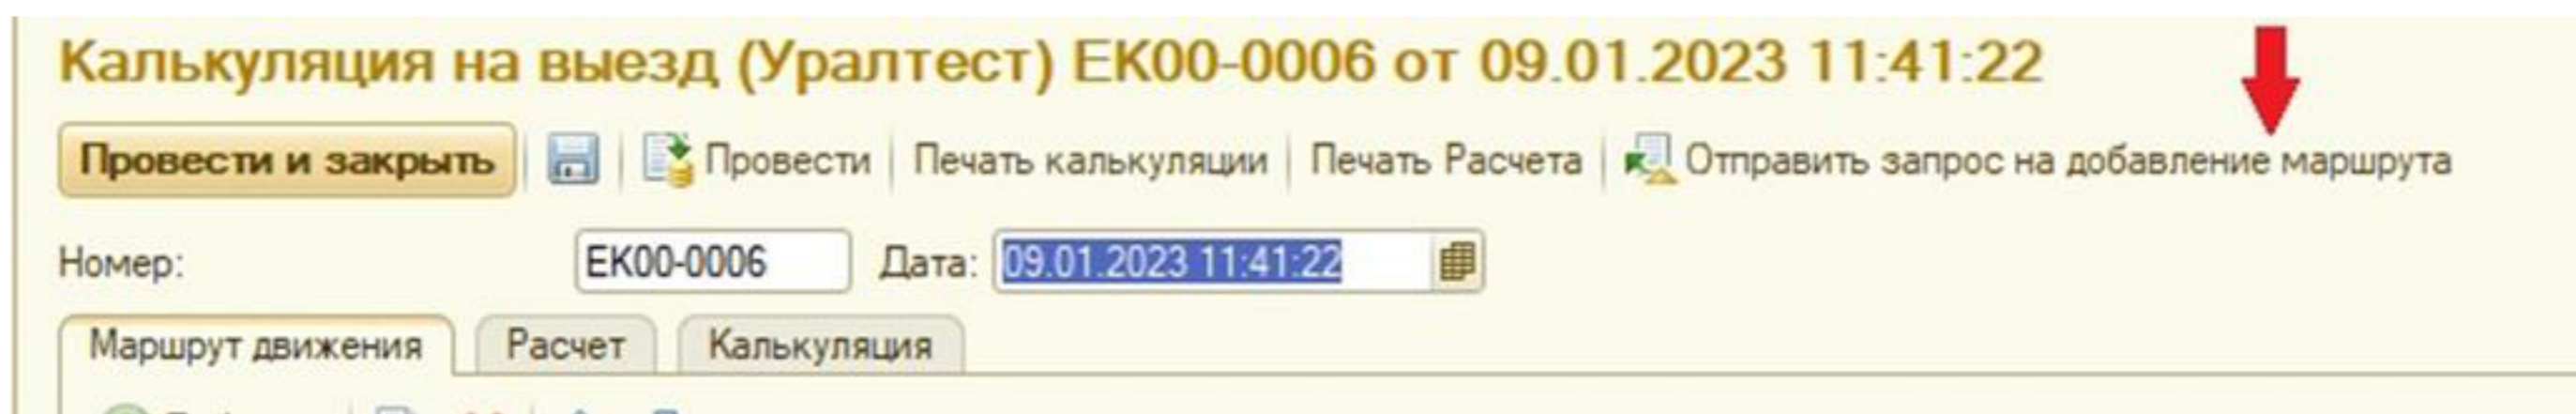 Калькуляция на выезд (Уралтест) ЕК00-0006 от 09.01.2023 11:41:22
Провести и закрыть Провести Печать калькуляции Печать Расчета Отправить запрос на добавление маршрута
Номер: ЕК00-0006 Дата: 09.01.2023 11:41:22
Маршрут движения Расчет Калькуляция